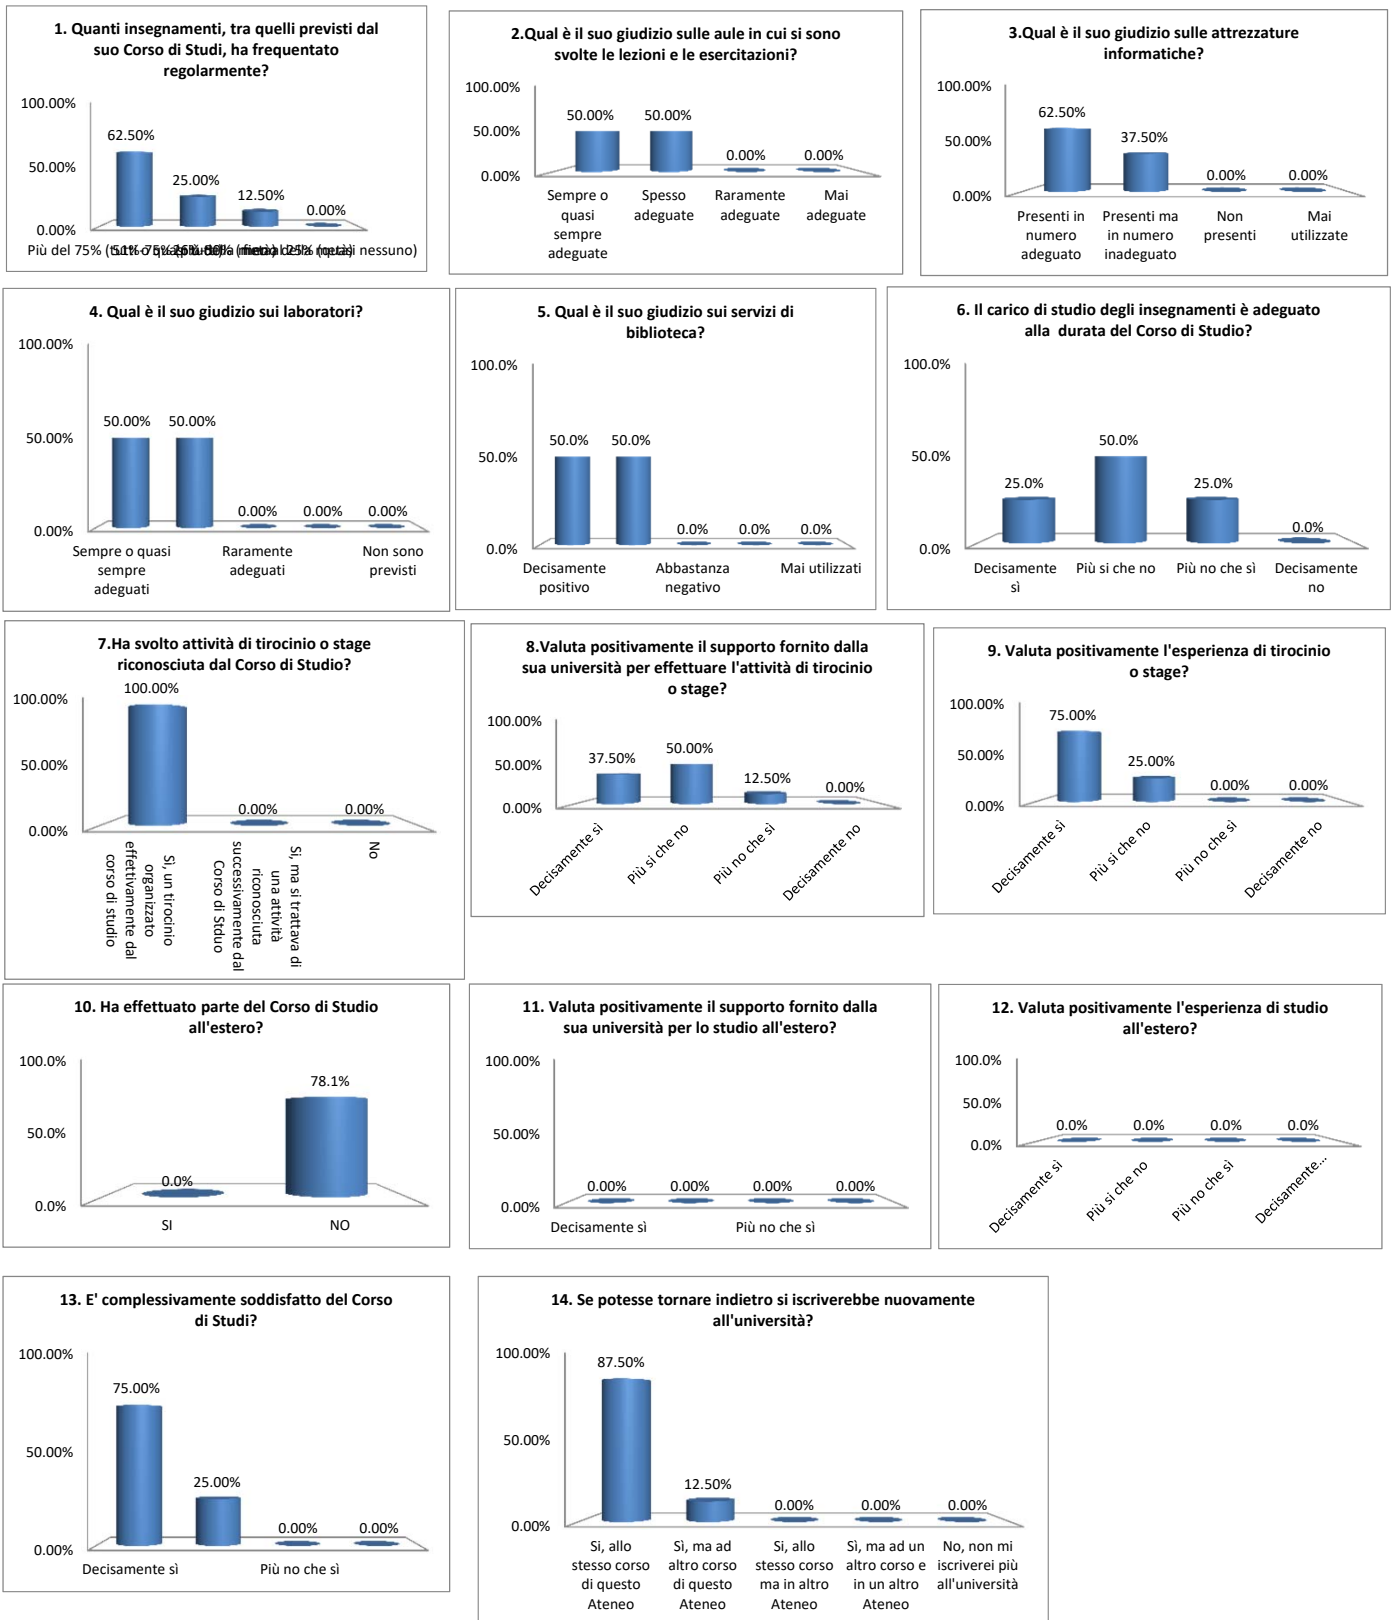 1. Quanti insegnamenti, tra quelli previsti dal
suo Corso di Studi, ha frequentato
regolarmente?
100.00%
50.00%
0.00%
62.50%
25.00%
12.50%
0.00%
Più del 75%
2.Qual è il suo giudizio sulle aule in cui si sono
svolte le lezioni e le esercitazioni?
100.00%
50.00%
0.00%
50.00%
50.00%
0.00%
0.00%
Sempre o
quasi
sempre
adeguate
Spesso
adeguate
Raramente
adeguate
Mai
adeguate
3.Qual è il suo giudizio sulle attrezzature
informatiche?
100.00%
50.00%
0.00%
62.50%
37.50%
0.00%
0.00%
Presenti in
numero
adeguato
Presenti ma
in numero
inadeguato
Non
presenti
Mai
utilizzate
4. Qual è il suo giudizio sui laboratori?
100.00%
50.00%
0.00%
50.00%
50.00%
0.00%
0.00%
0.00%
Sempre o quasi
sempre
adeguati
Raramente
adeguati
Non sono
previsti
5. Qual è il suo giudizio sui servizi di
biblioteca?
100.0%
50.0%
0.0%
50.0%
50.0%
0.0%
0.0%
0.0%
Decisamente
positivo
Abbastanza
negativo
Mai utilizzati
6. Il carico di studio degli insegnamenti è adeguato
alla durata del Corso di Studio?
100.0%
50.0%
0.0%
25.0%
50.0%
25.0%
0.0%
Decisamente
sì
Più si che no
Più no che sì
Decisamente
no
7.Ha svolto attività di tirocinio o stage
riconosciuta dal Corso di Studio?
100.00%
50.00%
0.00%
100.00%
0.00%
0.00%
Sì, un tirocinio
organizzato
effettivamente dal
corso di studio
Si, ma si trattava di
una attività
riconosciuta
successivamente dal
Corso di Stduo
No
8.Valuta positivamente il supporto fornito dalla
sua università per effettuare l'attività di tirocinio
o stage?
100.00%
50.00%
0.00%
37.50%
50.00%
12.50%
0.00%
Decisamente sì
Più si che no
Più no che sì
Decisamente no
9. Valuta positivamente l'esperienza di tirocinio
o stage?
100.00%
50.00%
0.00%
75.00%
25.00%
0.00%
0.00%
Decisamente sì
Più si che no
Più no che sì
Decisamente no
10. Ha effettuato parte del Corso di Studio
all'estero?
100.0%
50.0%
0.0%
0.0%
78.1%
SI
NO
11. Valuta positivamente il supporto fornito dalla
sua università per lo studio all'estero?
100.00%
50.00%
0.00%
0.00%
0.00%
0.00%
0.00%
Decisamente sì
Più no che sì
12. Valuta positivamente l'esperienza di studio
all'estero?
100.0%
50.0%
0.0%
0.0%
0.0%
0.0%
0.0%
Decisamente sì
Più si che no
Più no che sì
Decisamente...
13. E' complessivamente soddisfatto del Corso
di Studi?
100.00%
50.00%
0.00%
75.00%
25.00%
0.00%
0.00%
Decisamente sì
Più no che sì
14. Se potesse tornare indietro si iscriverebbe nuovamente
all'università?
100.00%
50.00%
0.00%
87.50%
12.50%
0.00%
0.00%
0.00%
Si, allo
stesso corso
di questo
Ateneo
Sì, ma ad
altro corso
di questo
Ateneo
Si, allo
stesso corso
ma in altro
Ateneo
Sì, ma ad un
altro corso e
in un altro
Ateneo
No, non mi
iscriverei più
all'università